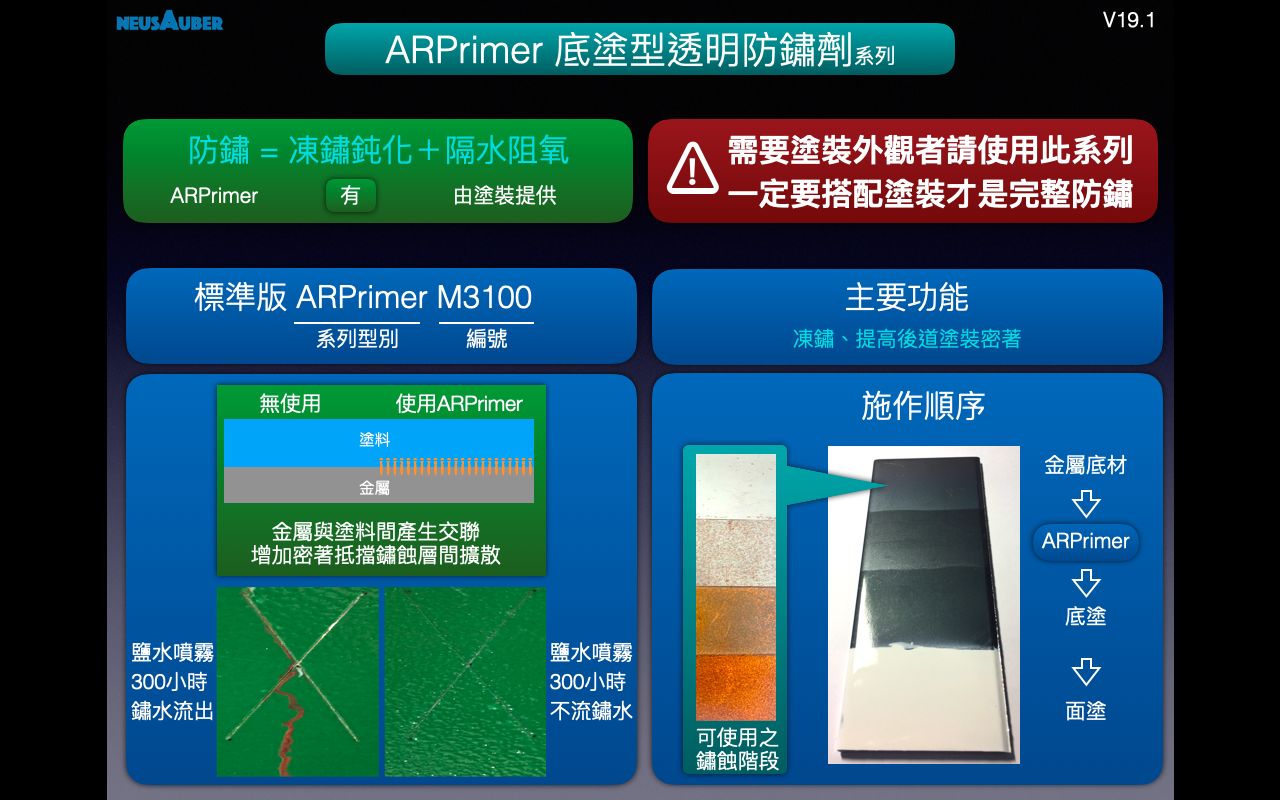 NEUSAUBER
V19.1
ARPrimer 底塗型透明防鏽劑系列
防鏽 = 凍鏽鈍化＋隔水阻氧
ARPrimer 有 由塗裝提供
需要塗裝外觀者請使用此系列
一定要搭配塗裝才是完整防鏽
標準版 ARPrimer M3100
系列型別 編號
主要功能
凍鏽、提高後道塗裝密著
無使用 使用ARPrimer
塗料
金屬
金屬與塗料間產生交聯
增加密著抵擋鏽蝕層間擴散
鹽水噴霧
300小時
鏽水流出
鹽水噴霧
300小時
不流鏽水
施作順序
可使用之
鏽蝕階段
金屬底材
ARPrimer
底塗
面塗